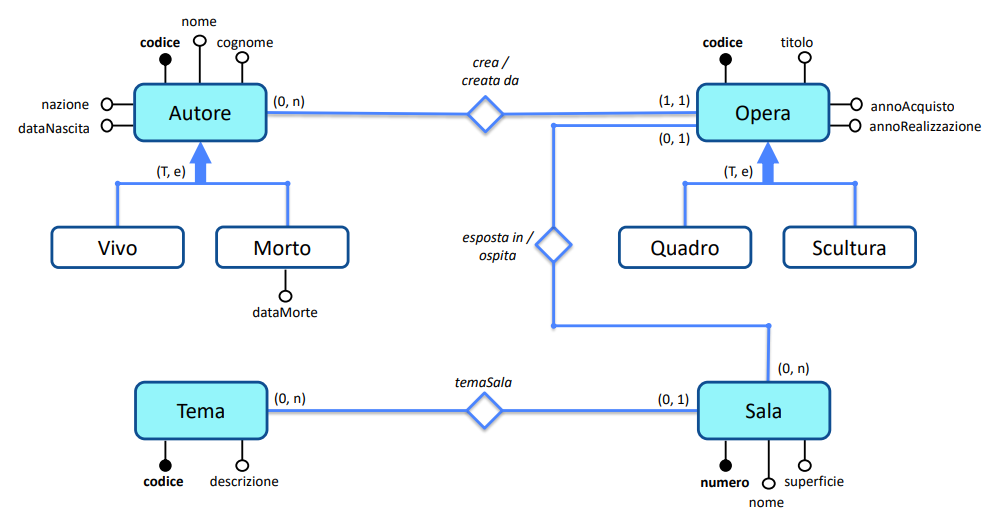 nome
codice
cognome
nazione
dataNascita
Autore
(0, n)
crea /
creata da
(1, 1)
codice
titolo
Opera
annoAcquisto
annoRealizzazione
(0, 1)
(T, e)
(T, e)
Vivo
Morto
dataMorte
esposta in /
ospita
Quadro
Scultura
(0, n)
Tema
(0, n)
temaSala
(0, 1)
Sala
codice
descrizione
numero
superficie
nome